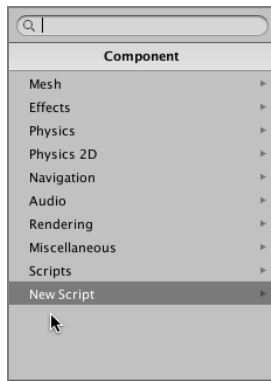 Component
Mesh
Effects
Physics
Physics 2D
Navigation
Audio
Rendering
Miscellaneous
Scripts
New Script